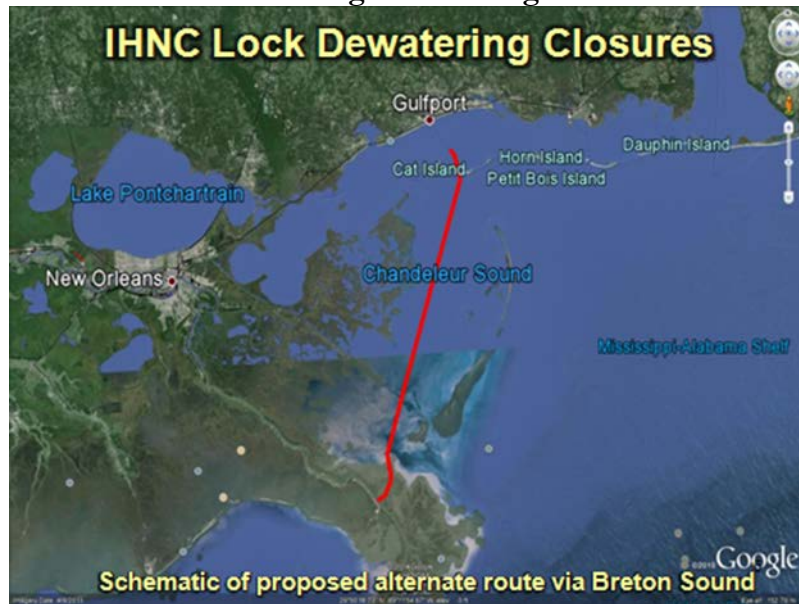 IHNC Lock Dewatering Closures
Gulfport
Dauphin Island
Horn Island
Cat Island
Petit Bois Island
Lake Pontchartrain
New Orleans
Chandeleur Sound
Mississippi-Alabama Shelf
Google
Schematic of proposed alternate route via Breton Sound